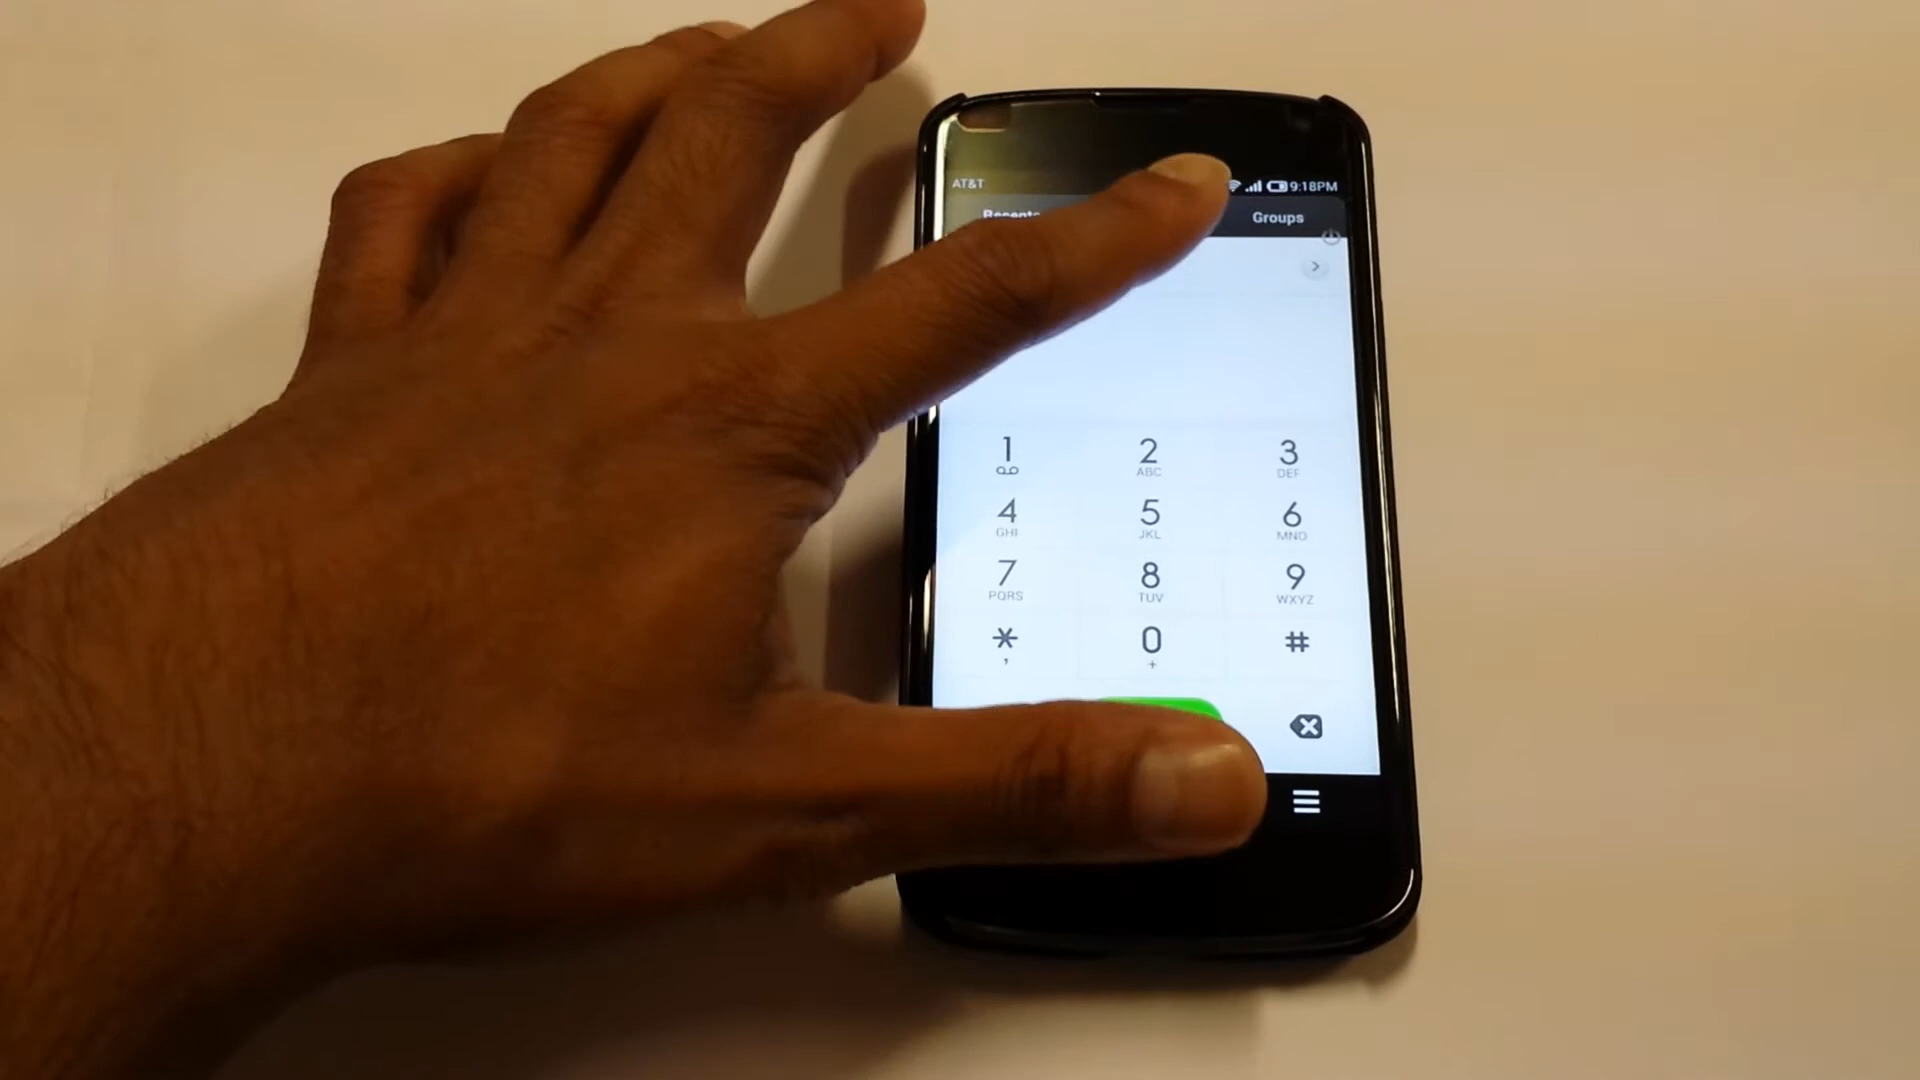 AT&T 9:18PM
Recents Groups
1 2 3
ABC DEF
4 5 6
GHI JKL MNO
7 8 9
PQRS TUV WXYZ
* 0 #
, +